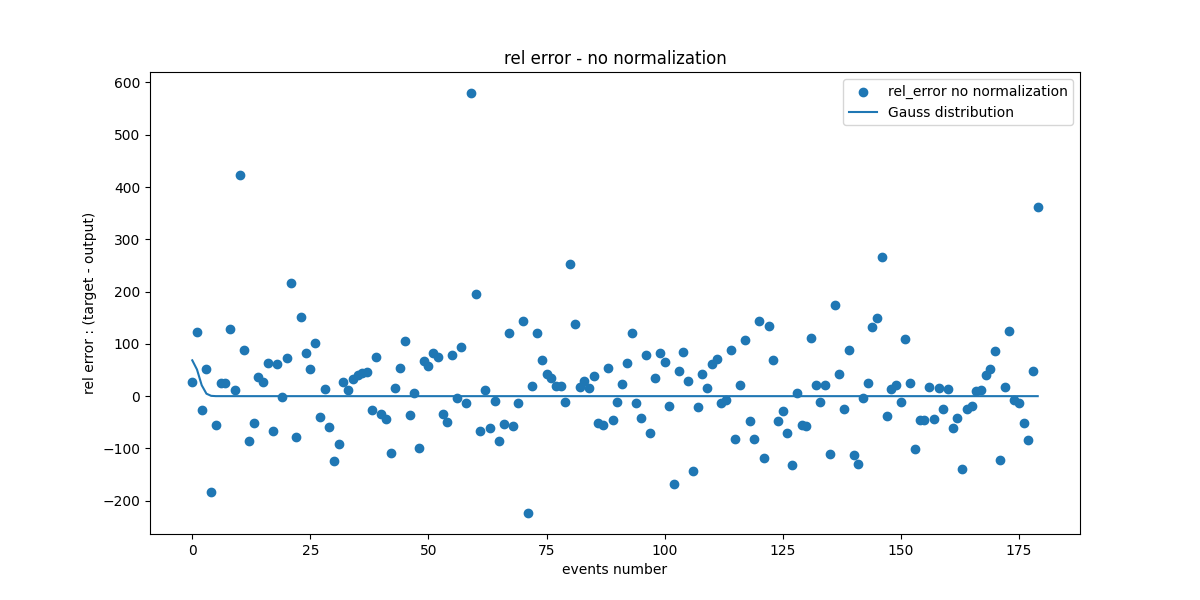 rel error - no normalization
rel_error no normalization
Gauss distribution
600
500
400
300
200
100
0
−100
−200
rel error : (target - output)
0 25 50 75 100 125 150 175
events number